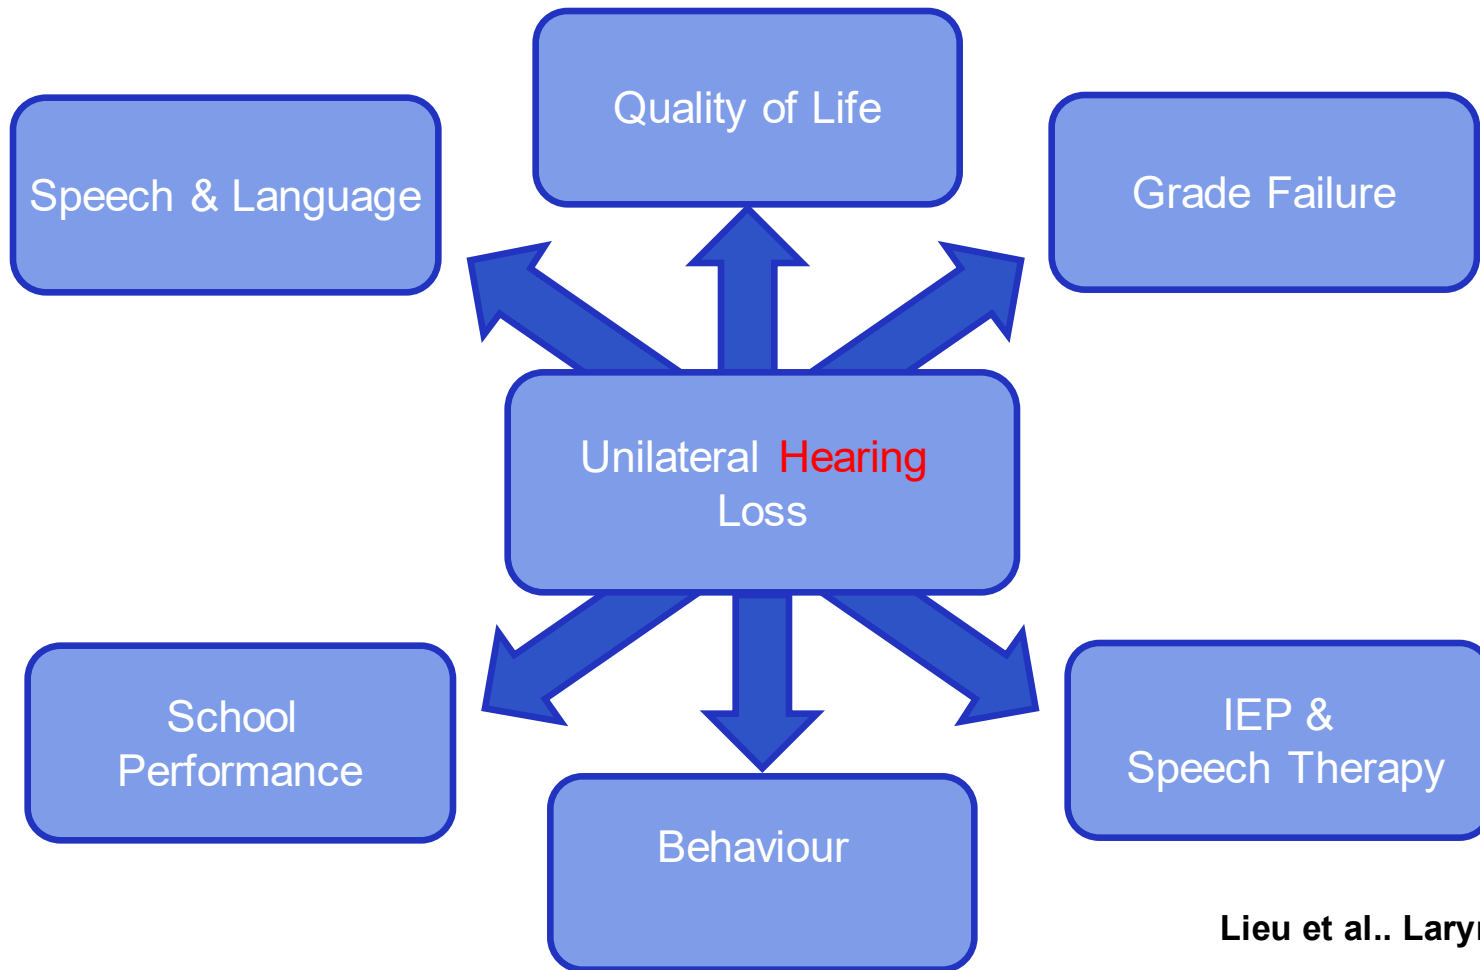 Quality of Life
Speech & Language
Grade Failure
Unilateral Hearing
Loss
School
Performance
IEP &
Speech Therapy
Behaviour
Lieu et al..